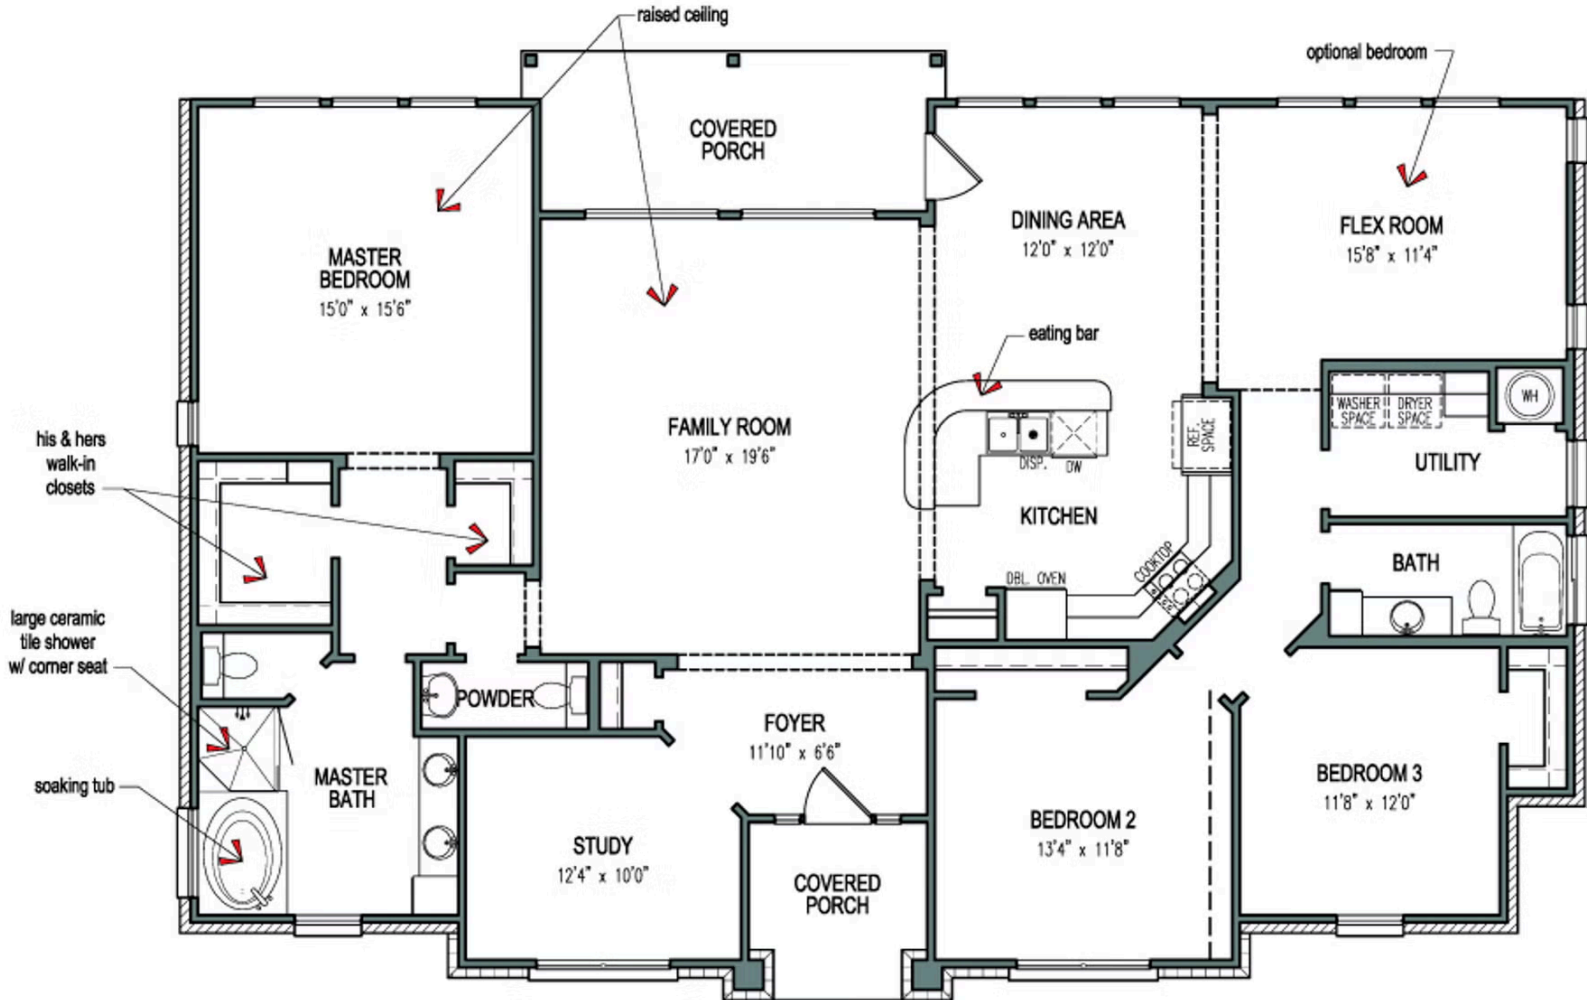 raised ceiling
optional bedroom
COVERED
PORCH
MASTER
BEDROOM
15'0" x 15'6"
DINING AREA
12'0" x 12'0"
FLEX ROOM
15'8" x 11'4"
eating bar
FAMILY ROOM
17'0" x 19'6"
his & hers
walk-in
closets
WASHER
SPACE
DRYER
SPACE
WH
REF.
SPACE
DISP.
DW
UTILITY
KITCHEN
COOKTOP
DBL. OVEN
BATH
large ceramic
tile shower
w/ corner seat
POWDER
FOYER
11'10" x 6'6"
MASTER
BATH
soaking tub
STUDY
12'4" x 10'0"
COVERED
PORCH
BEDROOM 2
13'4" x 11'8"
BEDROOM 3
11'8" x 12'0"